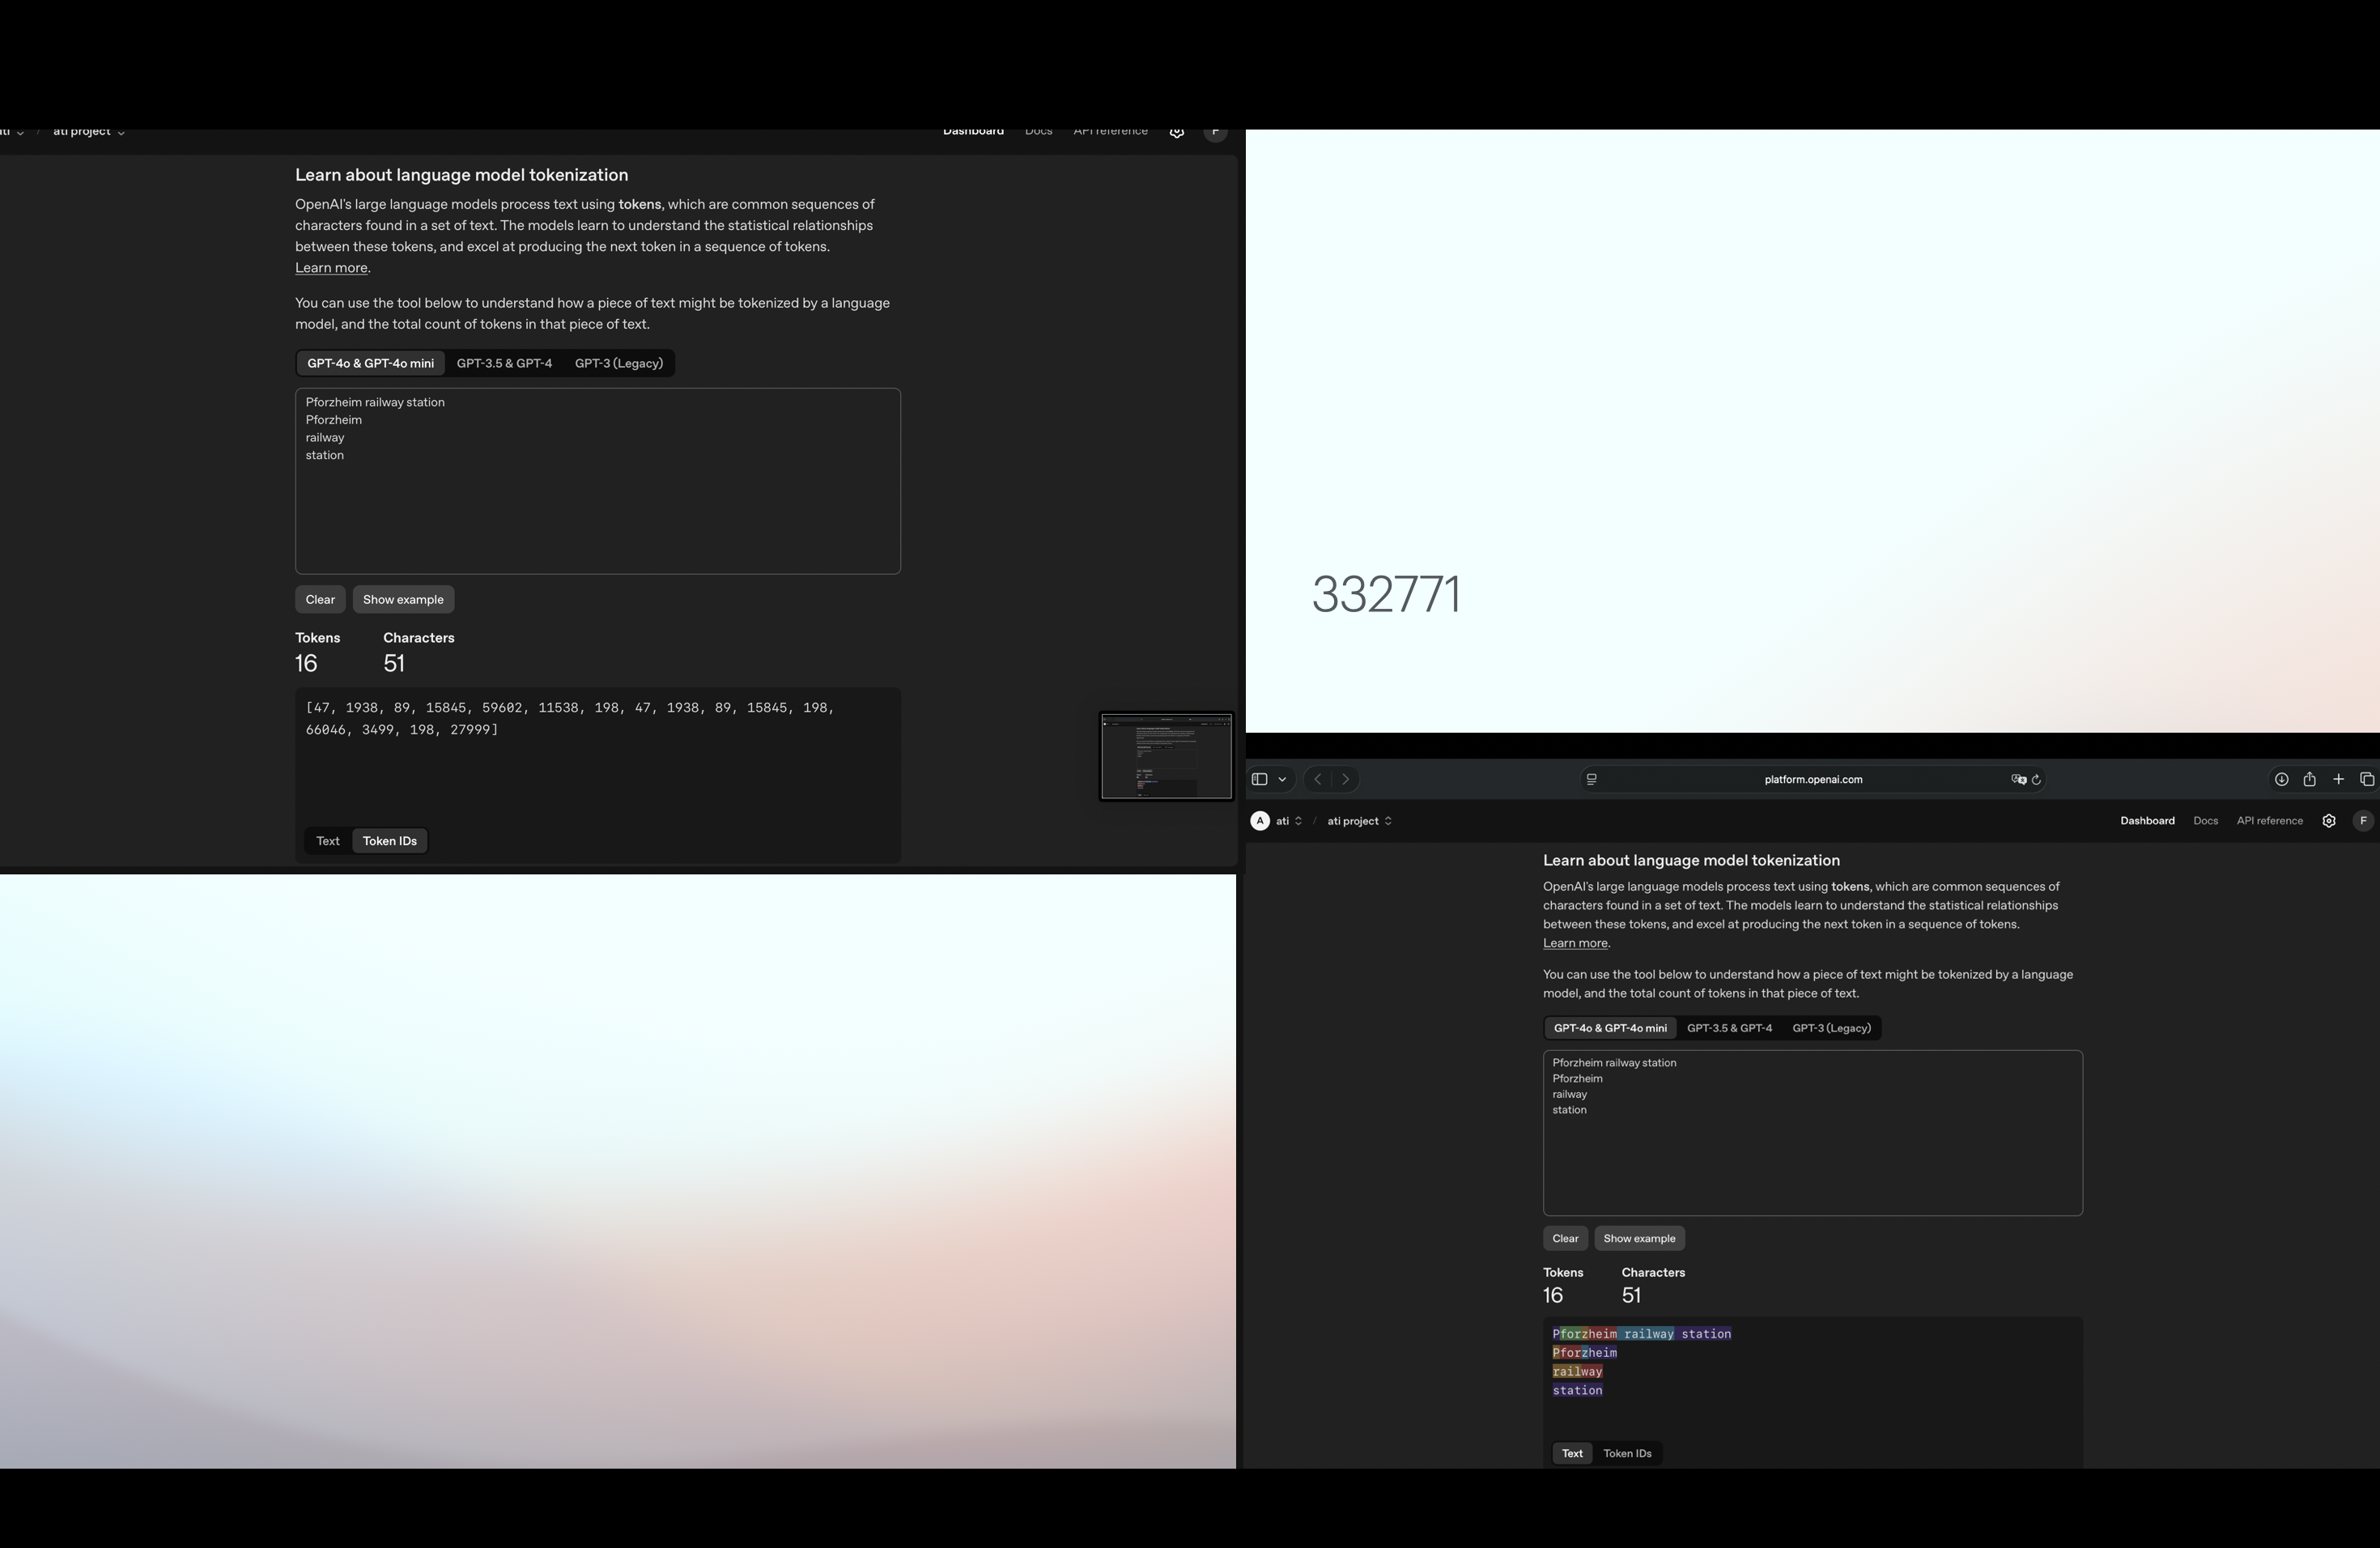 ati / ati project Dashboard Docs API reference F
Learn about language model tokenization
OpenAI's large language models process text using tokens, which are common sequences of
characters found in a set of text. The models learn to understand the statistical relationships
between these tokens, and excel at producing the next token in a sequence of tokens.
Learn more.
You can use the tool below to understand how a piece of text might be tokenized by a language
model, and the total count of tokens in that piece of text.
GPT-4o & GPT-4o mini GPT-3.5 & GPT-4 GPT-3 (Legacy)
Pforzheim railway station
Pforzheim
railway
station
Clear Show example
Tokens Characters
16 51
[47, 1938, 89, 15845, 59602, 11538, 198, 47, 1938, 89, 15845, 198,
66046, 3499, 198, 27999]
Text Token IDs
332771
platform.openai.com
A ati / ati project Dashboard Docs API reference F
Learn about language model tokenization
OpenAI's large language models process text using tokens, which are common sequences of
characters found in a set of text. The models learn to understand the statistical relationships
between these tokens, and excel at producing the next token in a sequence of tokens.
Learn more.
You can use the tool below to understand how a piece of text might be tokenized by a language
model, and the total count of tokens in that piece of text.
GPT-4o & GPT-4o mini GPT-3.5 & GPT-4 GPT-3 (Legacy)
Pforzheim railway station
Pforzheim
railway
station
Clear Show example
Tokens Characters
16 51
Pforzheim railway station
Pforzheim
railway
station
Text Token IDs